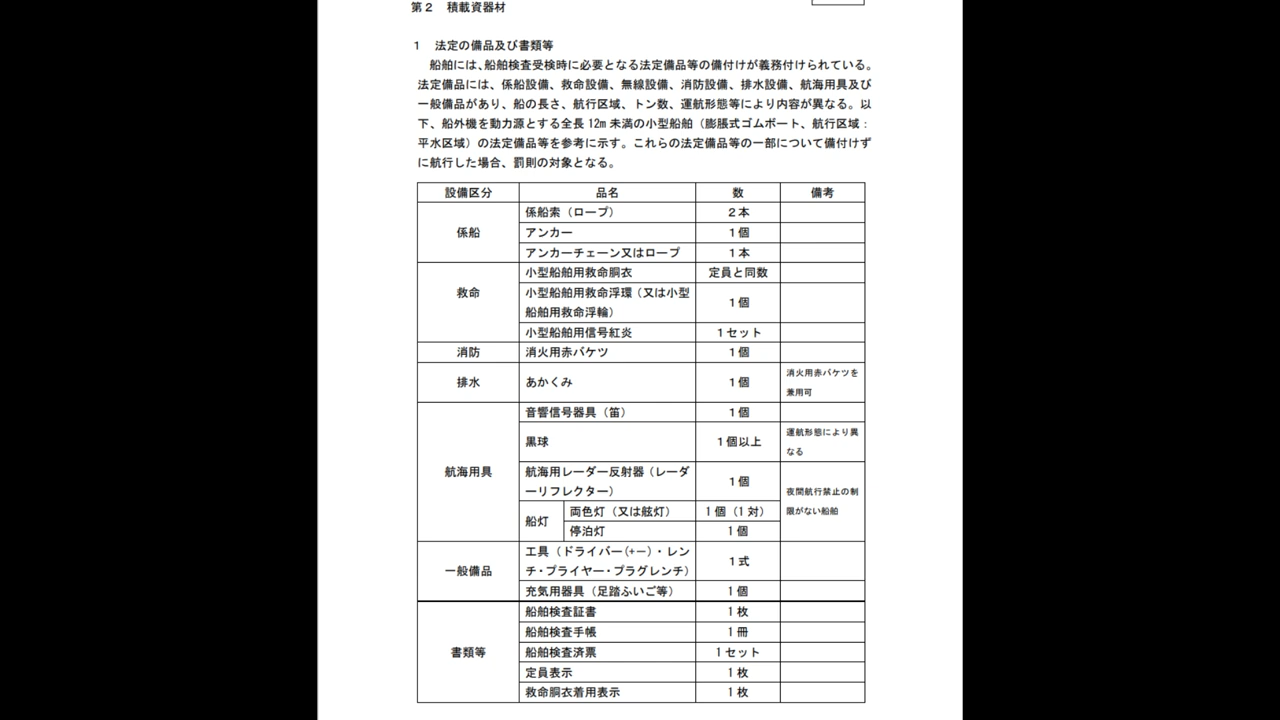 第２ 積載資器材
１ 法定の備品及び書類等
船舶には、船舶検査受検時に必要となる法定備品等の備付けが義務付けられている。
法定備品には、係船設備、救命設備、無線設備、消防設備、排水設備、航海用具及び
一般備品があり、船の長さ、航行区域、トン数、運航形態等により内容が異なる。以
下、船外機を動力源とする全長 12m 未満の小型船舶（膨脹式ゴムボート、航行区域：
平水区域）の法定備品等を参考に示す。これらの法定備品等の一部について備付けず
に航行した場合、罰則の対象となる。
設備区分 品名 数 備考
係船
係船索（ロープ） ２本
アンカー １個
アンカーチェーン又はロープ １本
救命
小型船舶用救命胴衣 定員と同数
小型船舶用救命浮環（又は小型
船舶用救命浮輪） １個
小型船舶用信号紅炎 １セット
消防 消火用赤バケツ １個
排水 あかくみ １個 消火用赤バケツを
兼用可
航海用具
音響信号器具（笛） １個
黒球 １個以上 運航形態により異
なる
航海用レーダー反射器（レーダ
ーリフレクター） １個
夜間航行禁止の制
限がない船舶
船灯
両色灯（又は舷灯） １個（１対）
停泊灯 １個
一般備品
工具（ドライバー(+－)・レン
チ・プライヤー・プラグレンチ） １式
充気用器具（足踏ふいご等） １個
書類等
船舶検査証書 １枚
船舶検査手帳 １冊
船舶検査済票 １セット
定員表示 １枚
救命胴衣着用表示 １枚